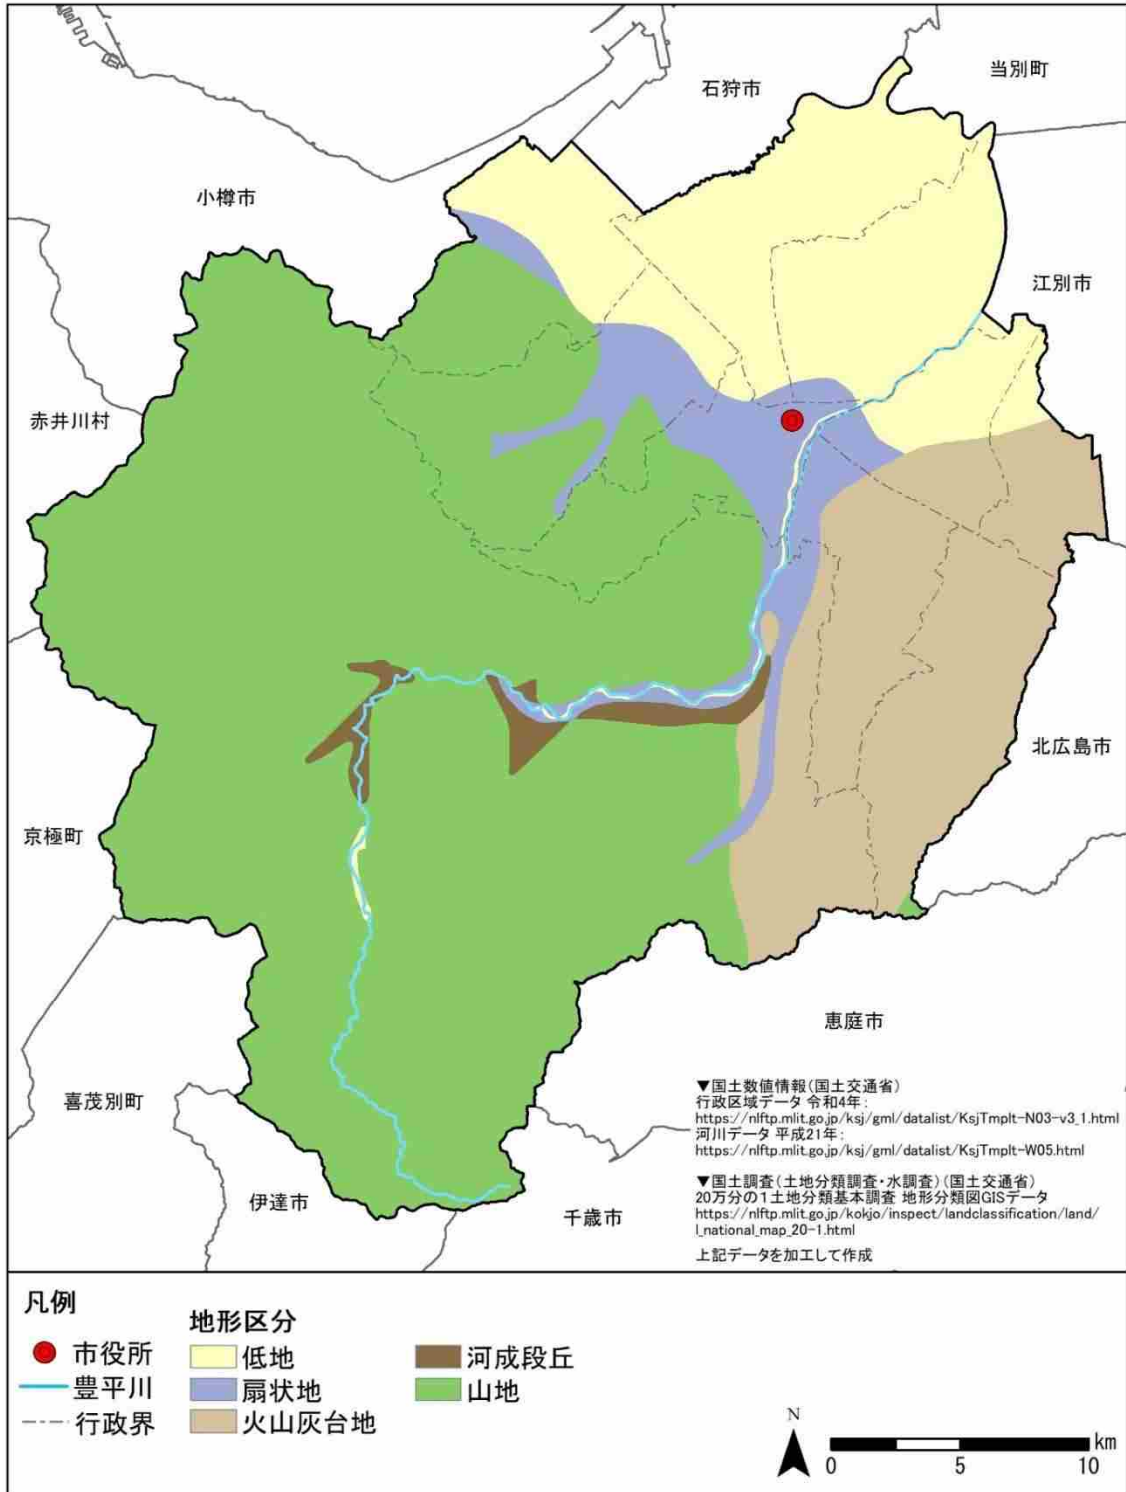 石狩市
当別町
小樽市
江別市
赤井川村
北広島市
京極町
恵庭市
喜茂別町
伊達市
千歳市
▼国土数値情報(国土交通省)
行政区域データ 令和4年:
https://nlftp.mlit.go.jp/ksj/gml/datalist/KsjTmplt-N03-v3_1.html
河川データ 平成21年:
https://nlftp.mlit.go.jp/ksj/gml/datalist/KsjTmplt-W05.html
▼国土調査(土地分類調査・水調査)(国土交通省)
20万分の1土地分類基本調査 地形分類図GISデータ
https://nlftp.mlit.go.jp/kokjo/inspect/landclassification/land/
l_national_map_20-1.html
上記データを加工して作成
凡例
市役所
豊平川
行政界
地形区分
低地
扇状地
火山灰台地
河成段丘
山地
N
km
0 5 10